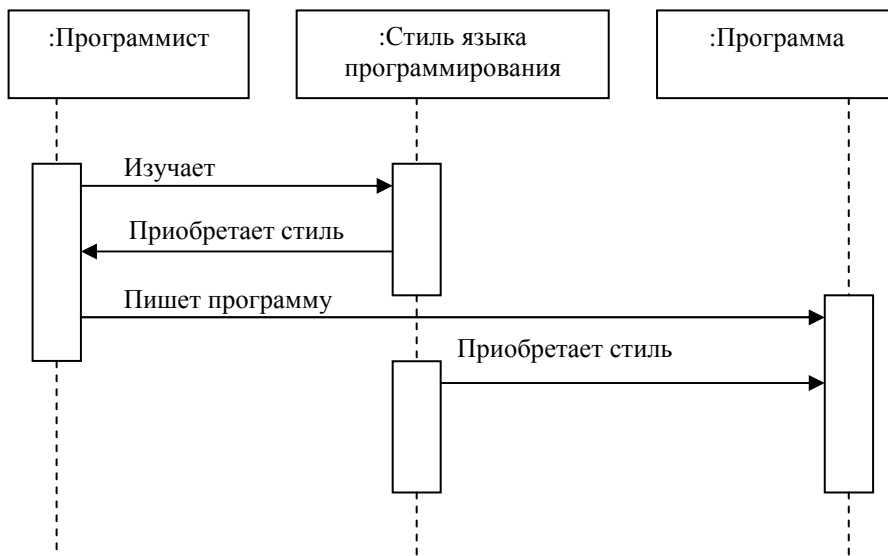 :Программист
:Стиль языка
программирования
:Программа
Изучает
Приобретает стиль
Пишет программу
Приобретает стиль